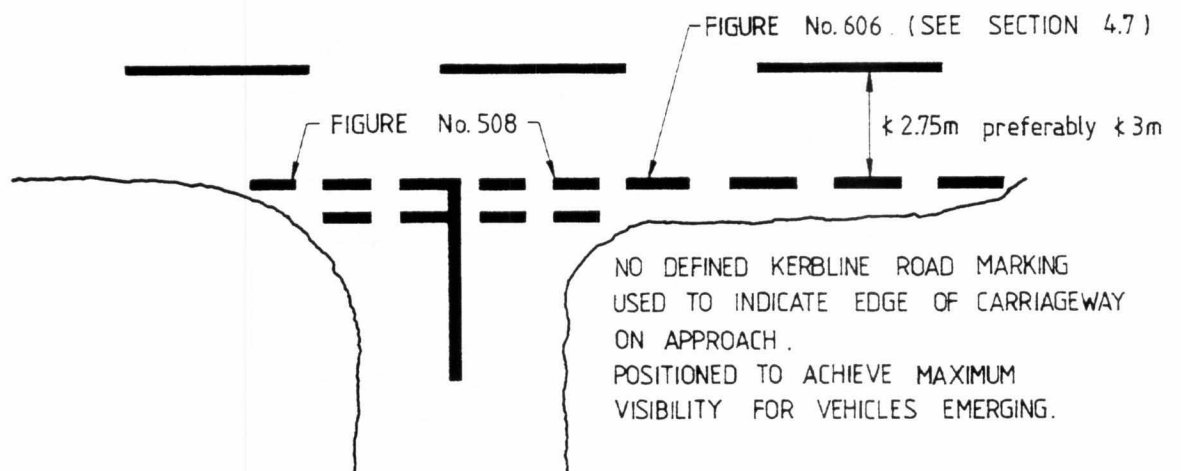 FIGURE No. 606. (SEE SECTION 4.7)
FIGURE No. 508
≮ 2.75m preferably ≮ 3m
NO DEFINED KERBLINE ROAD MARKING
USED TO INDICATE EDGE OF CARRIAGEWAY
ON APPROACH.
POSITIONED TO ACHIEVE MAXIMUM
VISIBILITY FOR VEHICLES EMERGING.